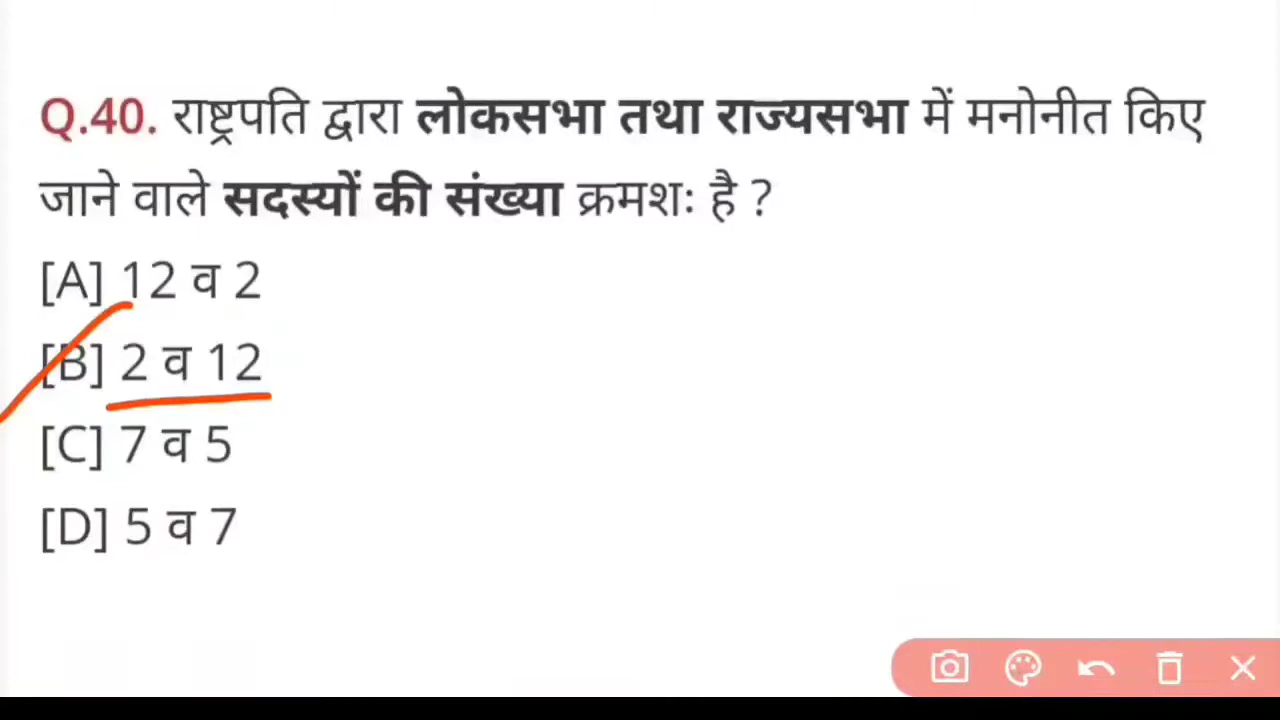 Q.40. राष्ट्रपति द्वारा लोकसभा तथा राज्यसभा में मनोनीत किए
जाने वाले सदस्यों की संख्या क्रमशः है ?
[A] 12 व 2
[B] 2 व 12
[C] 7 व 5
[D] 5 व 7